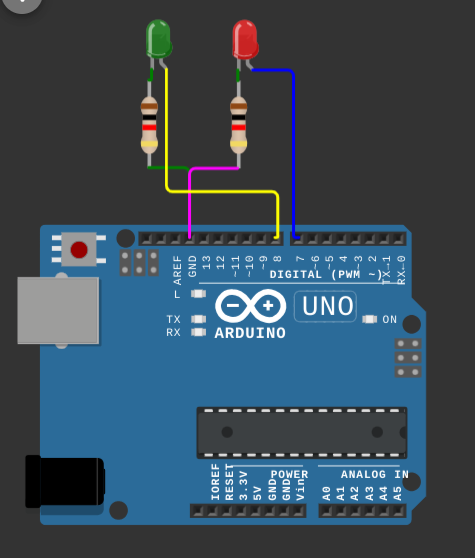 AREF
GND
13
12
~11
~10
~9
8
7
~6
~5
4
~3
2
TX→1
RX←0
DIGITAL (PWM ~)
L
TX
RX
UNO
ARDUINO
ON
IOREF
RESET
3.3V
5V
GND
GND
Vin
POWER
ANALOG IN
A0
A1
A2
A3
A4
A5